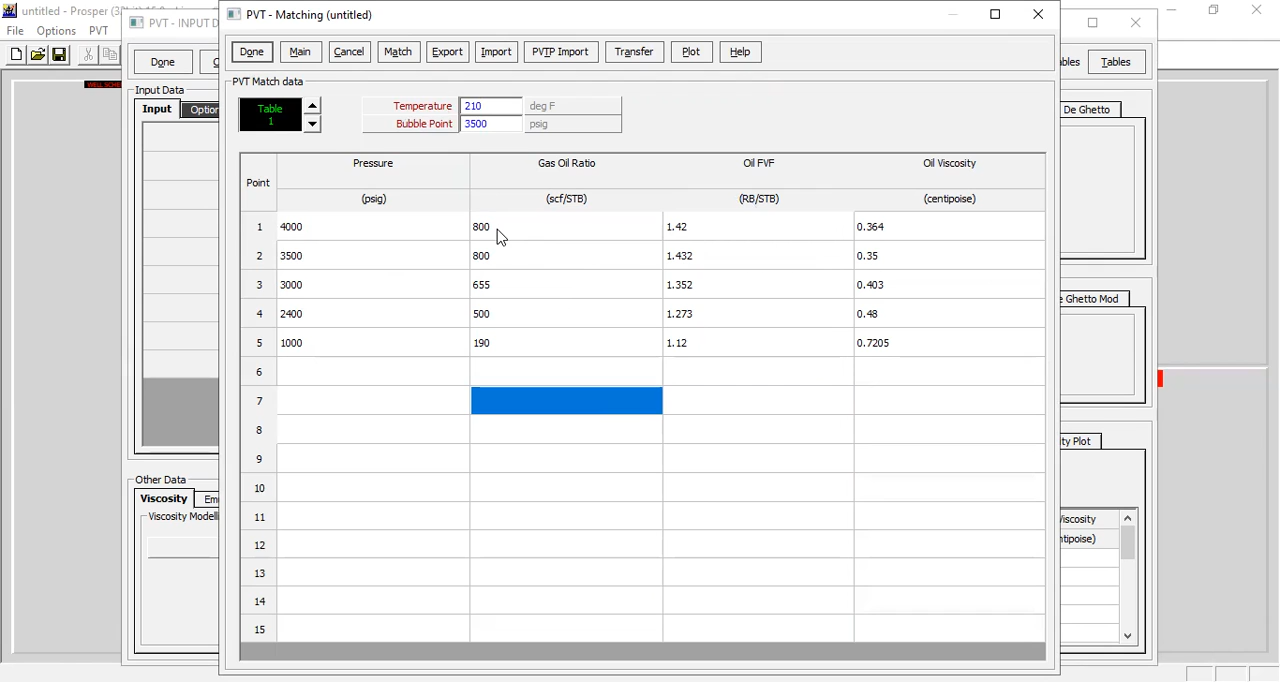 untitled - Prosper
PVT - INPUT D
PVT - Matching (untitled)
File Options PVT
Done Main Cancel Match Export Import PVTP Import Transfer Plot Help
Done
Tables
PVT Match data
Input Data
Input
Table
1
Temperature 210 deg F
Bubble Point 3500 psig
De Ghetto
Point Pressure Gas Oil Ratio Oil FVF Oil Viscosity
(psig) (scf/STB) (RB/STB) (centipoise)
1 4000 800 1.42 0.364
2 3500 800 1.432 0.35
3 3000 655 1.352 0.403
4 2400 500 1.273 0.48
5 1000 190 1.12 0.7205
6
7
8
9
10
11
12
13
14
15
Ghetto Mod
ity Plot
Other Data
Viscosity
Viscosity Modelli
Viscosity
ntipoise)